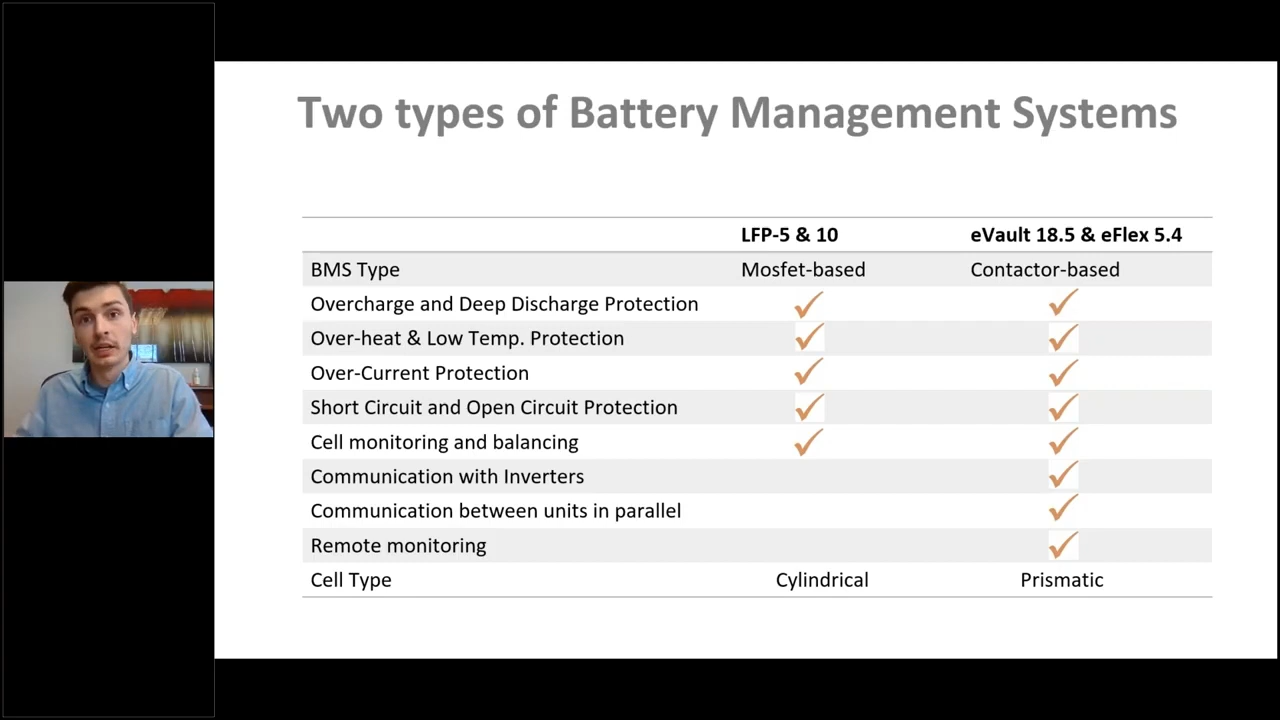 Two types of Battery Management Systems
LFP-5 & 10 eVault 18.5 & eFlex 5.4
BMS Type Mosfet-based Contactor-based
Overcharge and Deep Discharge Protection
Over-heat & Low Temp. Protection
Over-Current Protection
Short Circuit and Open Circuit Protection
Cell monitoring and balancing
Communication with Inverters
Communication between units in parallel
Remote monitoring
Cell Type Cylindrical Prismatic